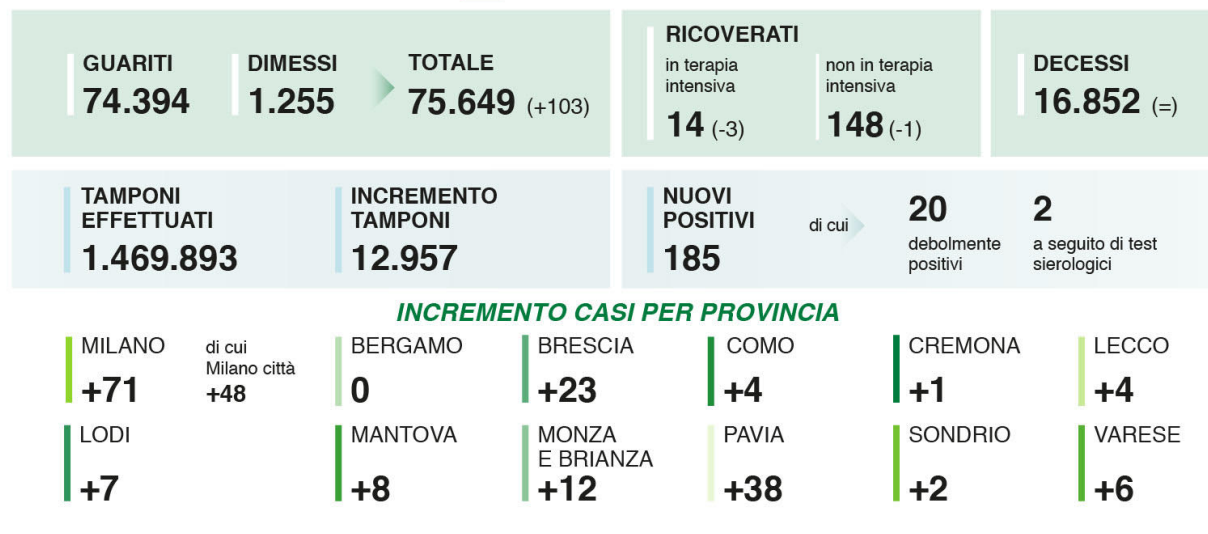 GUARITI
74.394
DIMESSI
1.255
TOTALE
75.649 (+103)
RICOVERATI
in terapia
intensiva
14 (-3)
non in terapia
intensiva
148 (-1)
DECESSI
16.852 (=)
TAMPONI
EFFETTUATI
1.469.893
INCREMENTO
TAMPONI
12.957
NUOVI
POSITIVI
185
di cui
20
debolmente
positivi
2
a seguito di test
sierologici
INCREMENTO CASI PER PROVINCIA
MILANO
+71
di cui
Milano città
+48
BERGAMO
0
BRESCIA
+23
COMO
+4
CREMONA
+1
LECCO
+4
LODI
+7
MANTOVA
+8
MONZA
E BRIANZA
+12
PAVIA
+38
SONDRIO
+2
VARESE
+6